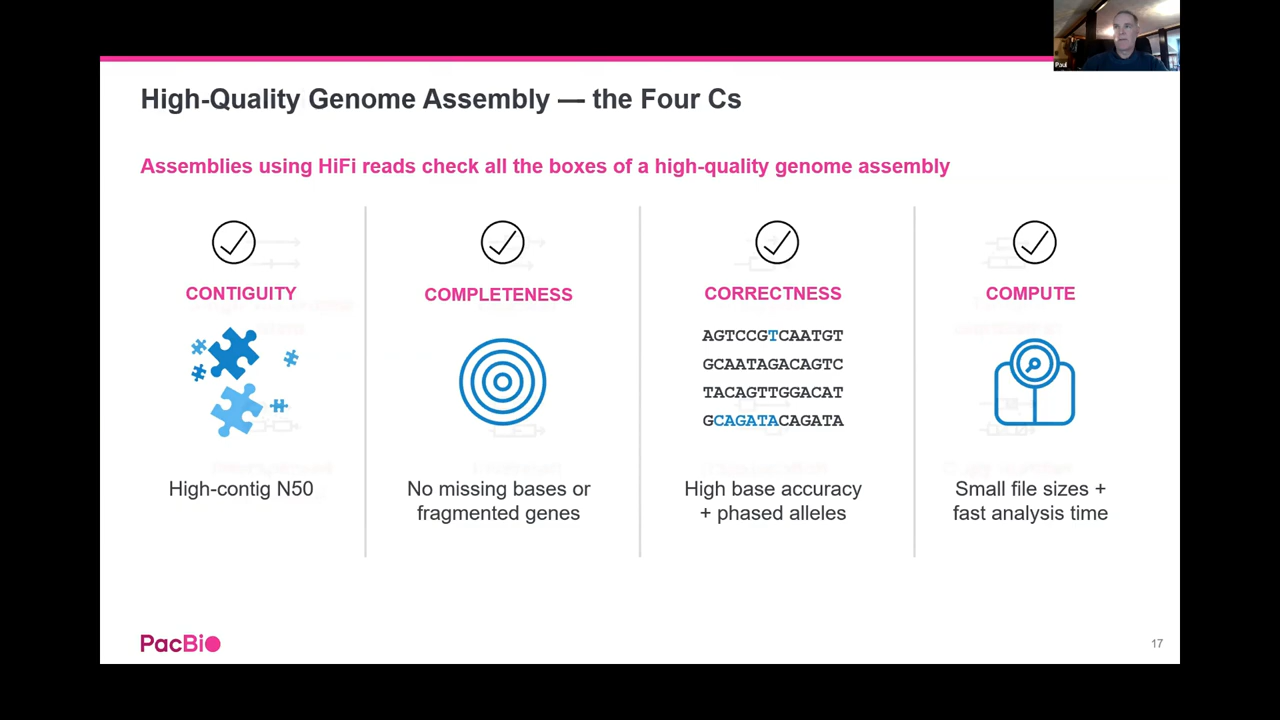 Paul
High-Quality Genome Assembly — the Four Cs
Assemblies using HiFi reads check all the boxes of a high-quality genome assembly
CONTIGUITY
High-contig N50
COMPLETENESS
No missing bases or
fragmented genes
CORRECTNESS
AGTCCGTCAATGT
GCAATAGACAGTC
TACAGTTGGACAT
GCAGATACAGATA
High base accuracy
+ phased alleles
COMPUTE
Small file sizes +
fast analysis time
PacBio
17